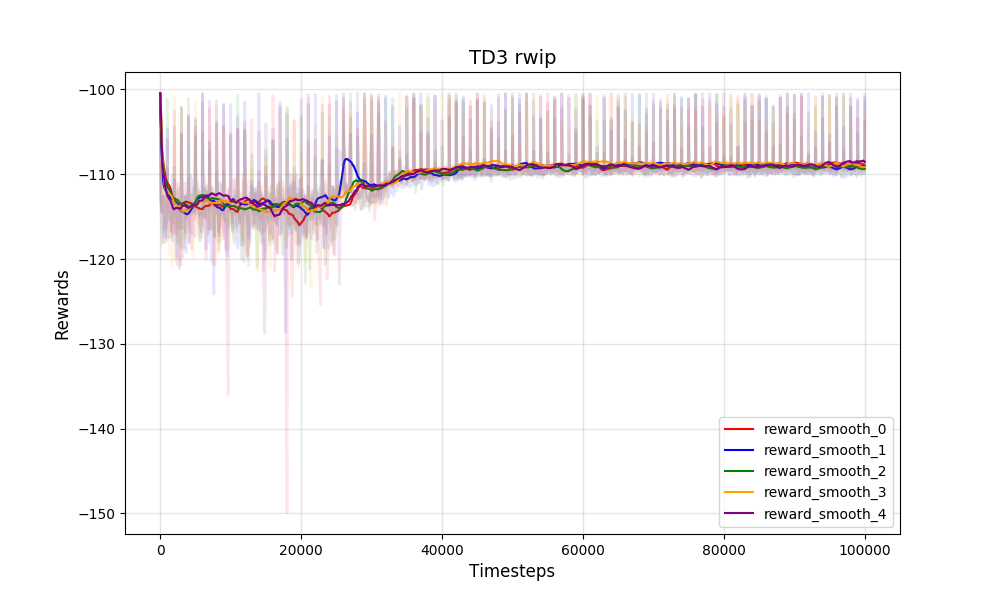 TD3 rwip
Rewards
−100
−110
−120
−130
−140
−150
0
20000
40000
60000
80000
100000
Timesteps
reward_smooth_0
reward_smooth_1
reward_smooth_2
reward_smooth_3
reward_smooth_4